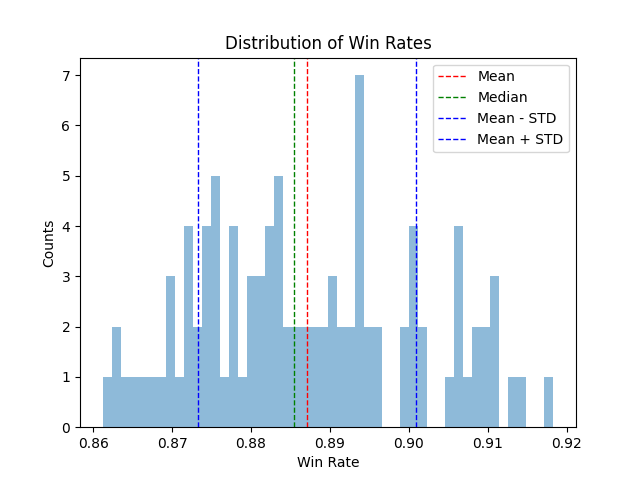 Distribution of Win Rates
Mean
Median
Mean - STD
Mean + STD
7
6
5
4
3
2
1
0
Counts
0.86 0.87 0.88 0.89 0.90 0.91 0.92
Win Rate